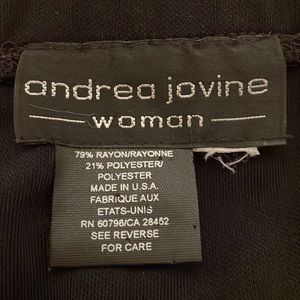 andrea jovine
woman
79% RAYON/RAYONNE
21% POLYESTER/
POLYESTER
MADE IN U.S.A.
FABRIQUE AUX
ETATS-UNIS
RN 60796/CA 28452
SEE REVERSE
FOR CARE